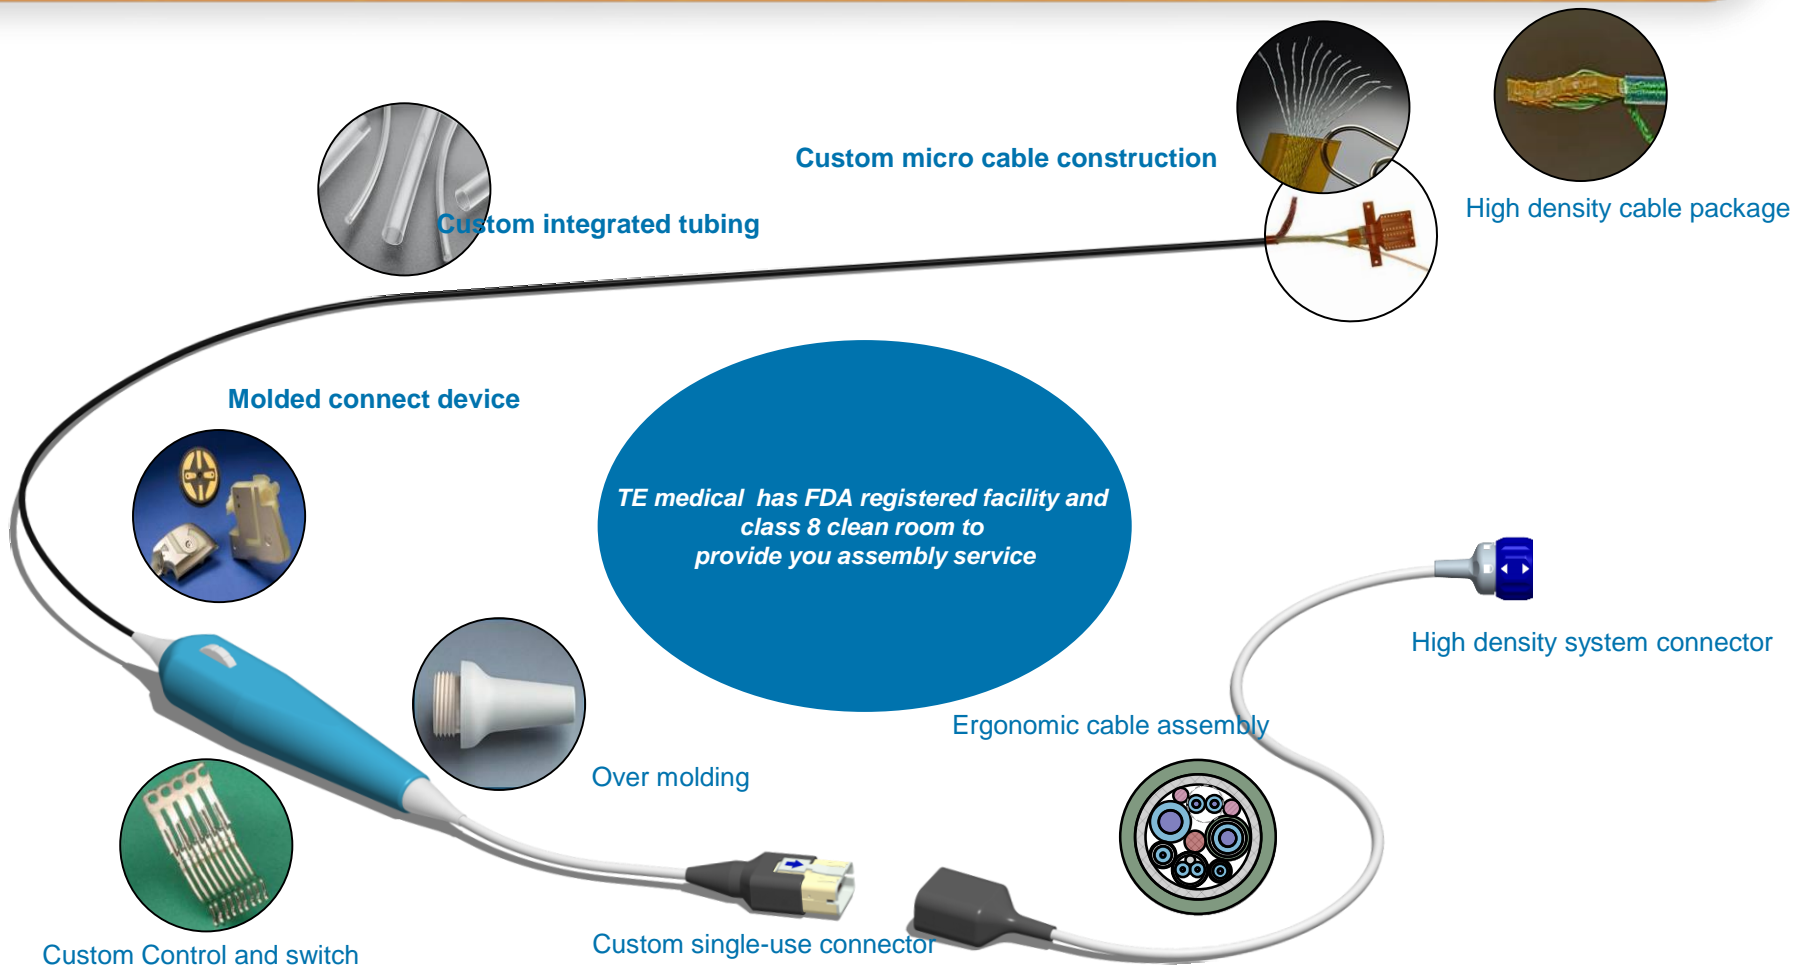 Custom micro cable construction
High density cable package
Custom integrated tubing
Molded connect device
TE medical has FDA registered facility and
class 8 clean room to
provide you assembly service
High density system connector
Ergonomic cable assembly
Over molding
Custom single-use connector
Custom Control and switch